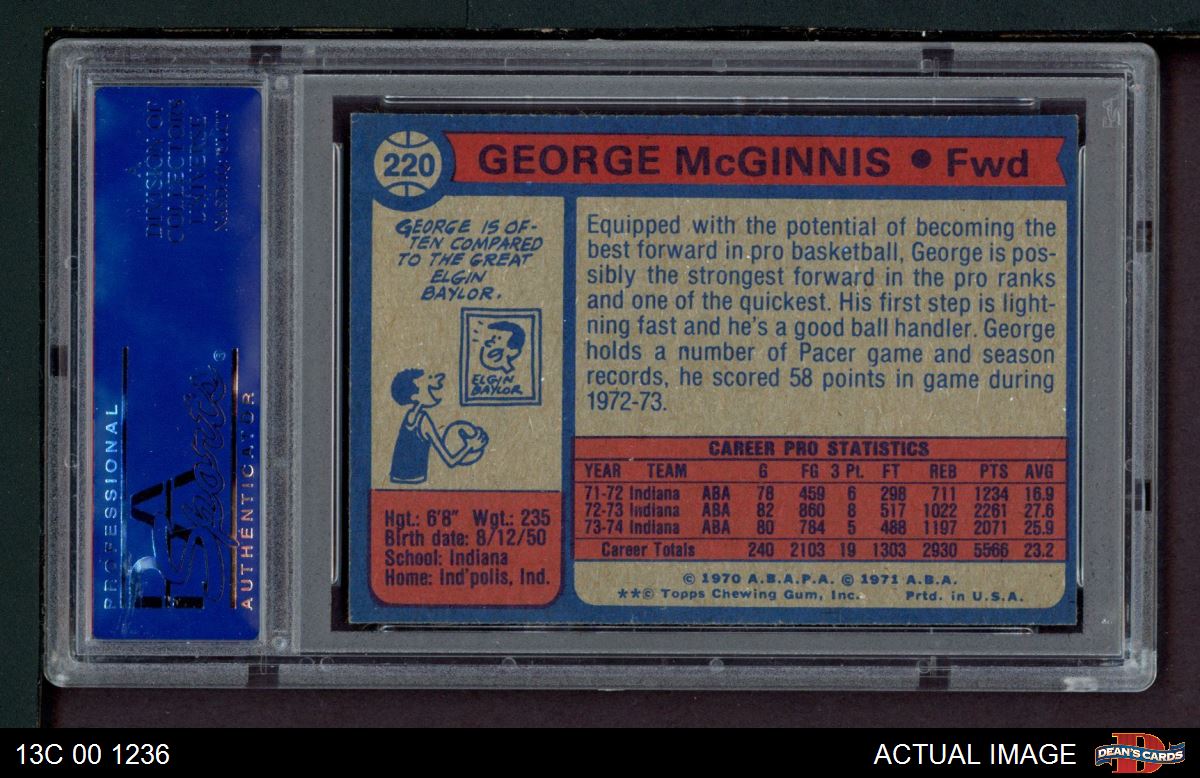 DIVISION OF
COLLECTORS
UNIVERSE
NASDAQ: CLCT
PROFESSIONAL
PSA
Sports®
AUTHENTICATOR
220
GEORGE McGINNIS • Fwd
GEORGE IS OF-
TEN COMPARED
TO THE GREAT
ELGIN
BAYLOR.
ELGIN
BAYLOR
Hgt.: 6'8" Wgt.: 235
Birth date: 8/12/50
School: Indiana
Home: Ind'polis, Ind.
Equipped with the potential of becoming the
best forward in pro basketball, George is pos-
sibly the strongest forward in the pro ranks
and one of the quickest. His first step is light-
ning fast and he's a good ball handler. George
holds a number of Pacer game and season
records, he scored 58 points in game during
1972-73.
CAREER PRO STATISTICS
YEAR TEAM G FG 3 Pt. FT REB PTS AVG
71-72 Indiana ABA 78 459 6 298 711 1234 16.9
72-73 Indiana ABA 82 860 8 517 1022 2261 27.6
73-74 Indiana ABA 80 784 5 488 1197 2071 25.9
Career Totals 240 2103 19 1303 2930 5566 23.2
© 1970 A.B.A.P.A. © 1971 A.B.A.
**© Topps Chewing Gum, Inc. Prtd. in U.S.A.
13C 00 1236
ACTUAL IMAGE
D
DEAN'S CARDS